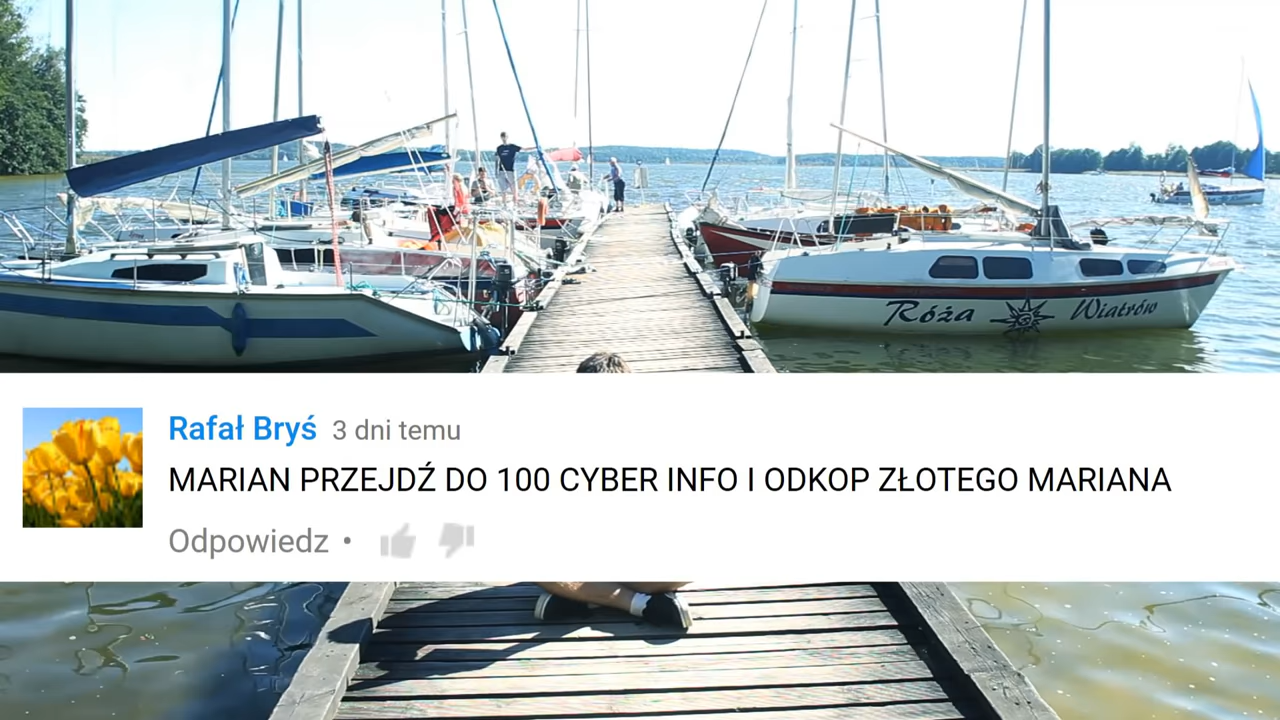 Róża Wiatrów
Rafał Bryś 3 dni temu
MARIAN PRZEJDŹ DO 100 CYBER INFO I ODKOP ZŁOTEGO MARIANA
Odpowiedz •